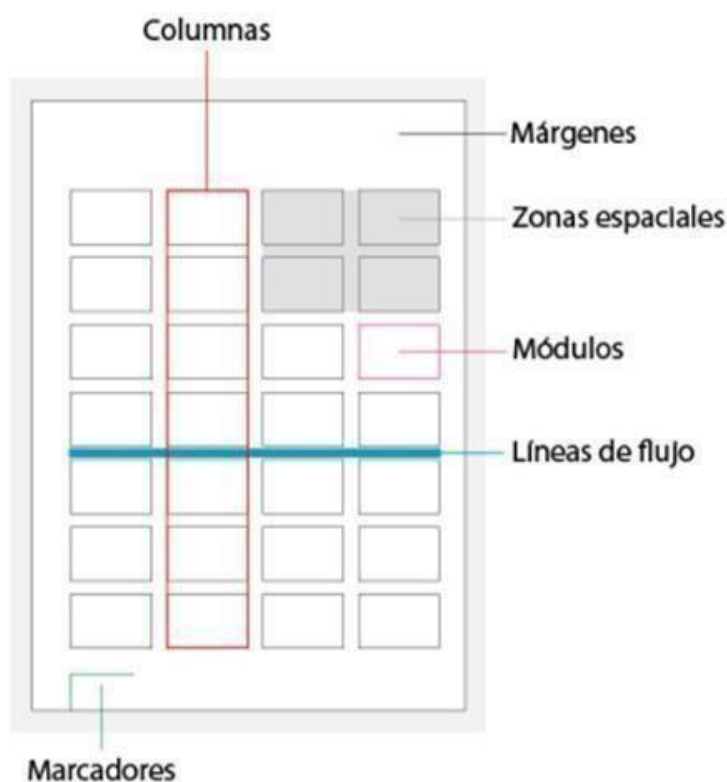 Columnas
Márgenes
Zonas espaciales
Módulos
Líneas de flujo
Marcadores